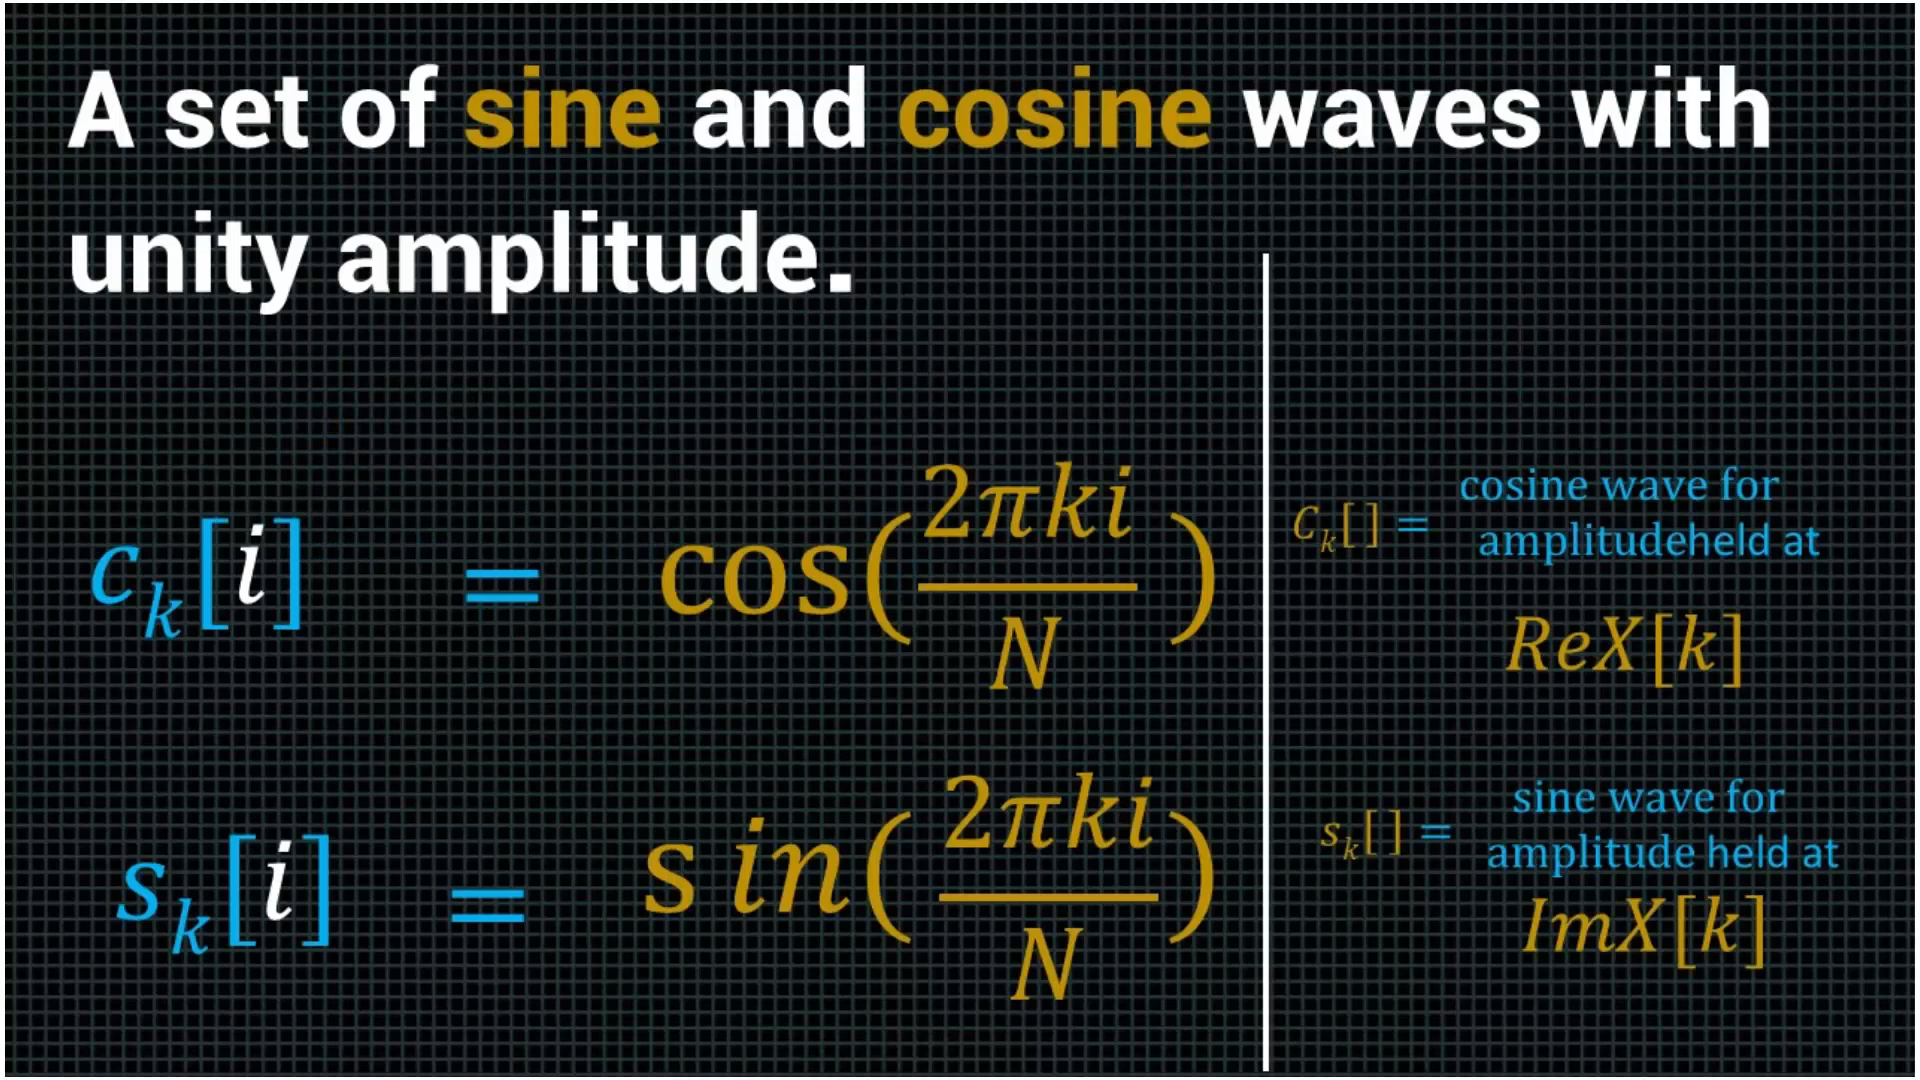 A set of sine and cosine waves with
unity amplitude.
c_k[i] = cos(2πki/N)
s_k[i] = sin(2πki/N)
C_k[ ] = cosine wave for
amplitudeheld at
ReX[k]
s_k[ ] = sine wave for
amplitude held at
ImX[k]